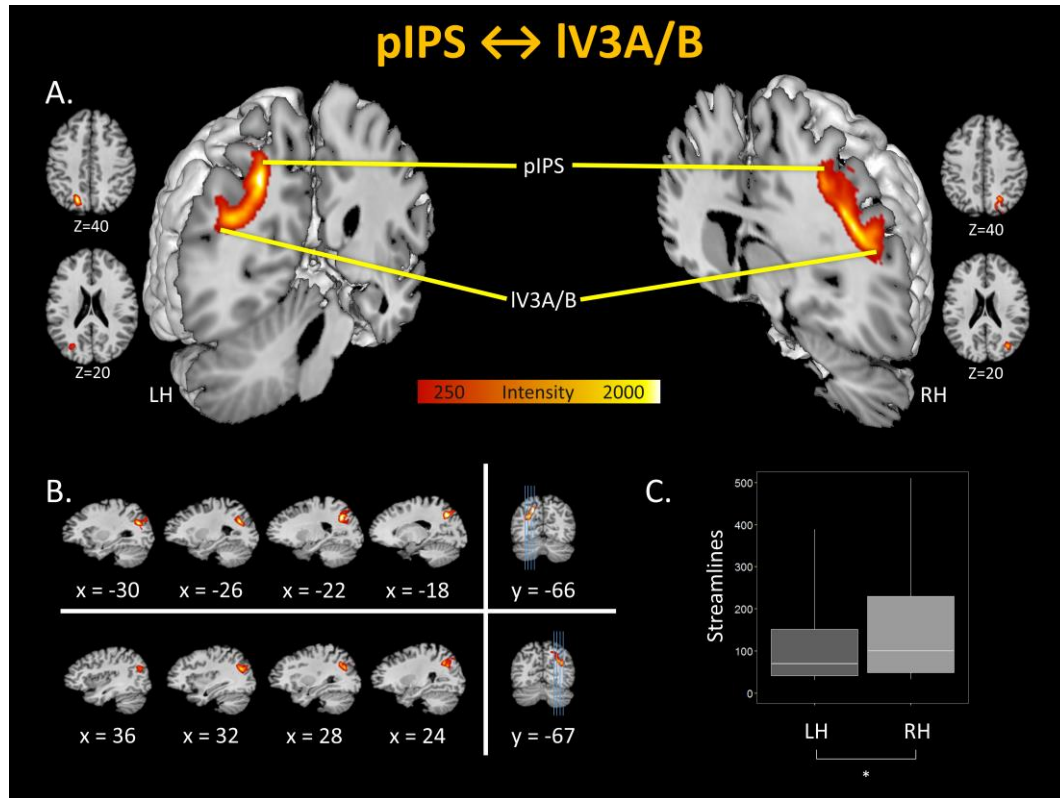 pIPS ↔ lV3A/B
A.
Z=40
Z=20
LH
pIPS
lV3A/B
250 Intensity 2000
Z=40
Z=20
RH
B.
x = -30 x = -26 x = -22 x = -18 y = -66
x = 36 x = 32 x = 28 x = 24 y = -67
C.
Streamlines
500
400
300
200
100
0
LH RH
*